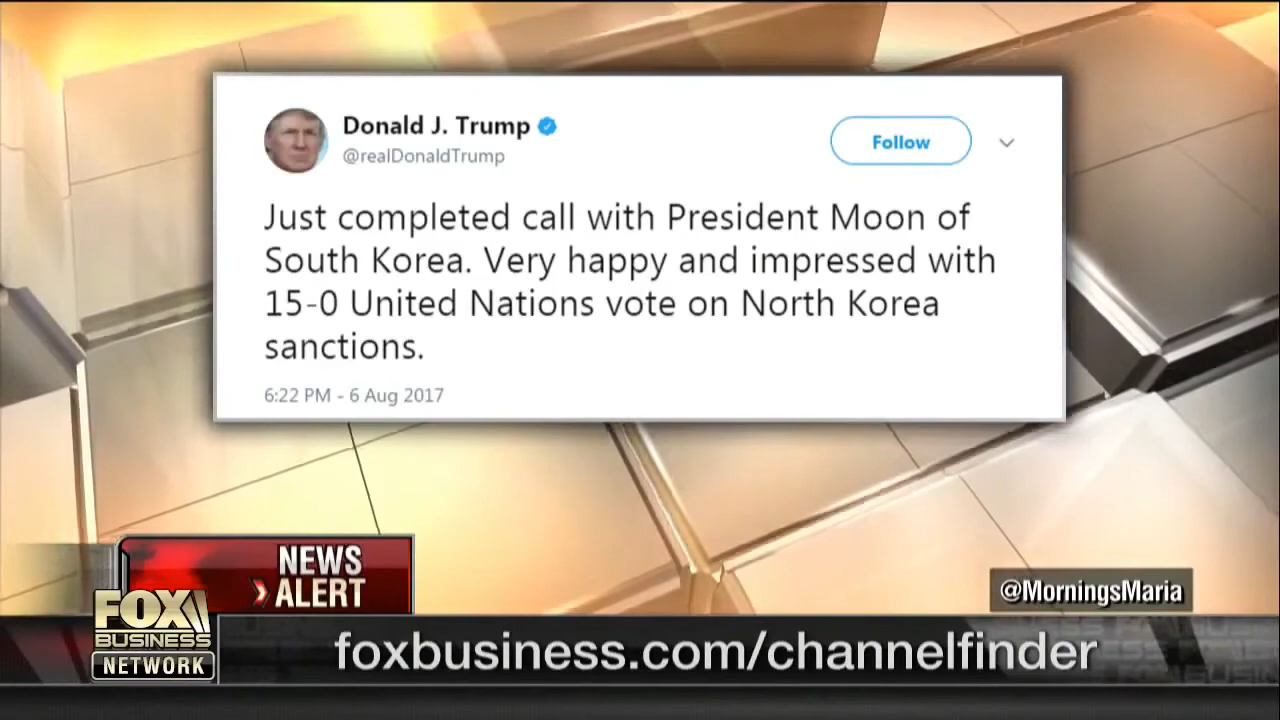 Donald J. Trump
@realDonaldTrump
Follow
Just completed call with President Moon of
South Korea. Very happy and impressed with
15-0 United Nations vote on North Korea
sanctions.
6:22 PM - 6 Aug 2017
NEWS
ALERT
@MorningsMaria
FOX
BUSINESS
NETWORK
foxbusiness.com/channelfinder